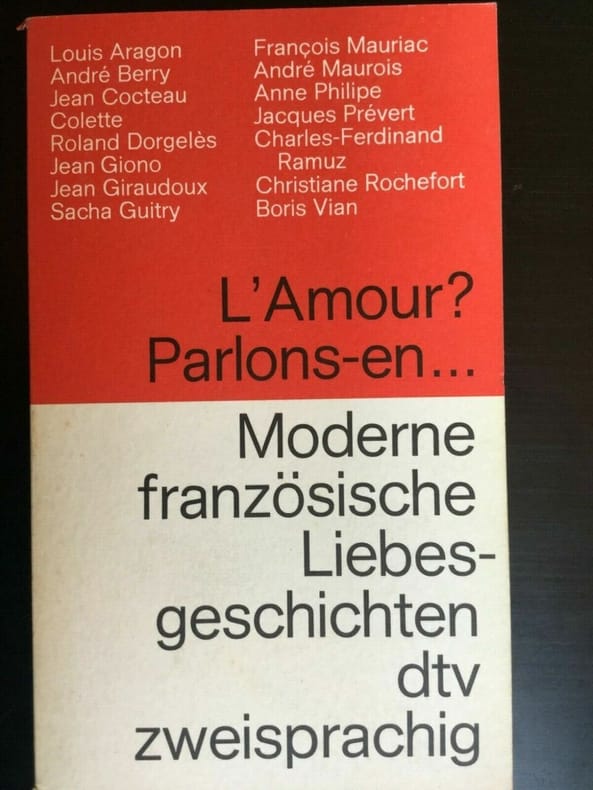 Louis Aragon
André Berry
Jean Cocteau
Colette
Roland Dorgelès
Jean Giono
Jean Giraudoux
Sacha Guitry
François Mauriac
André Maurois
Anne Philipe
Jacques Prévert
Charles-Ferdinand
Ramuz
Christiane Rochefort
Boris Vian
L'Amour?
Parlons-en...
Moderne
französische
Liebes-
geschichten
dtv
zweisprachig